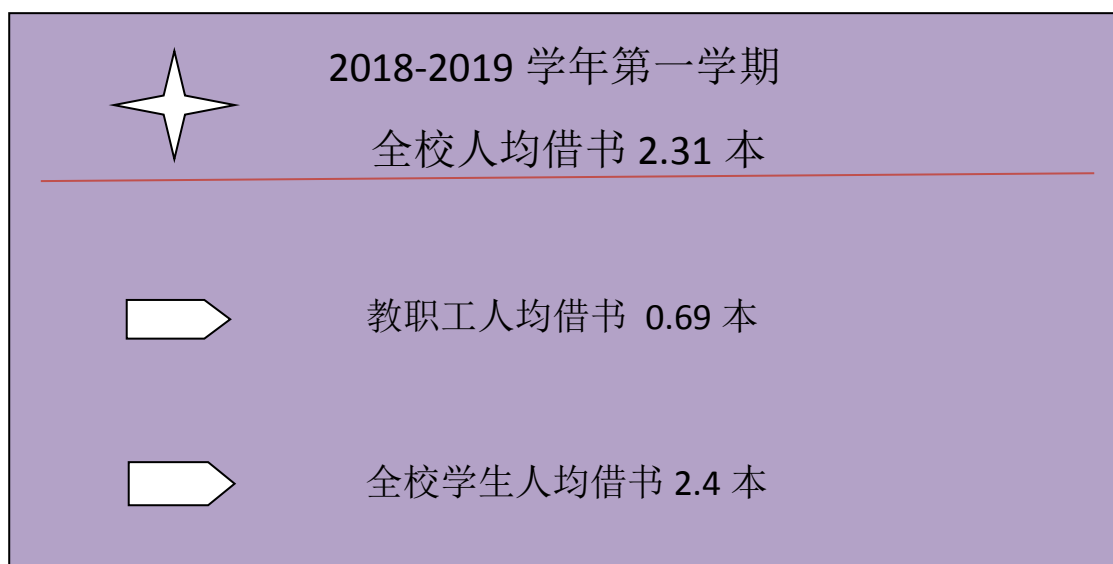 2018-2019 学年第一学期
全校人均借书 2.31 本
教职工人均借书 0.69 本
全校学生人均借书 2.4 本